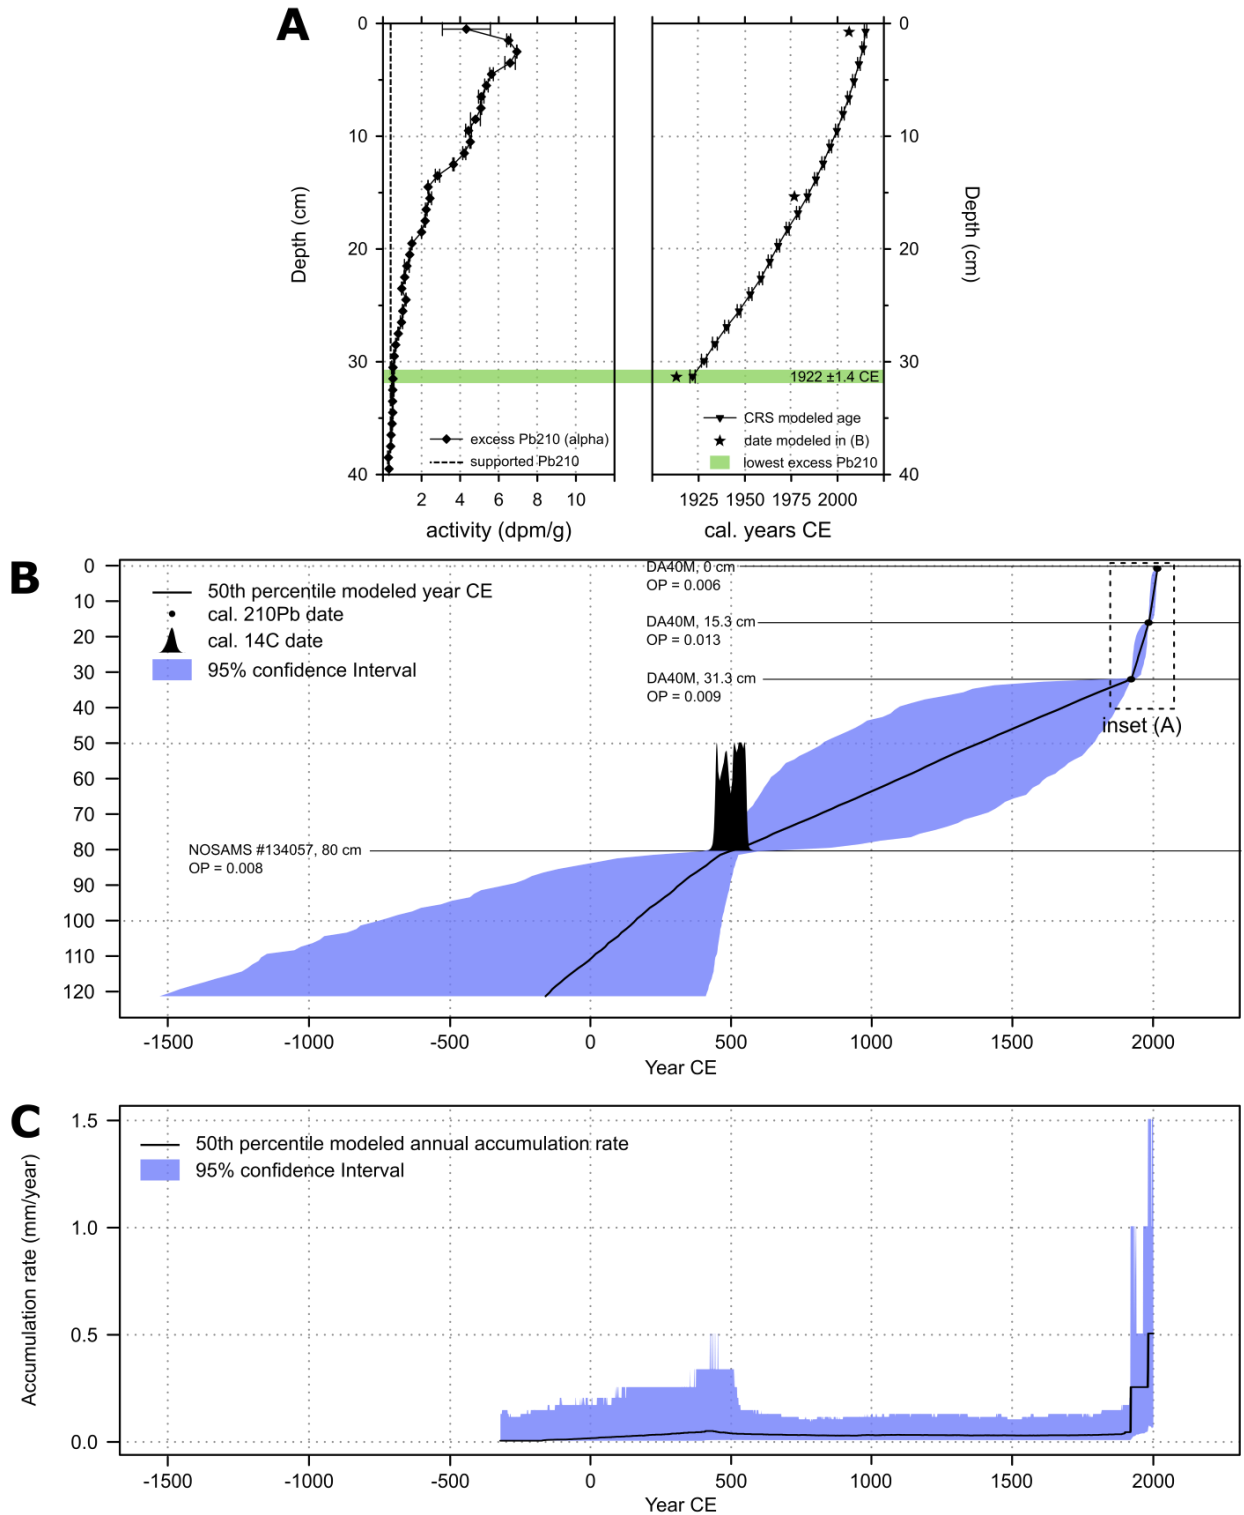 A
0
10
20
30
40
Depth (cm)
2 4 6 8 10
activity (dpm/g)
excess Pb210 (alpha)
supported Pb210
0
10
20
30
40
Depth (cm)
1922 ±1.4 CE
CRS modeled age
date modeled in (B)
lowest excess Pb210
1925 1950 1975 2000
cal. years CE
B
0
10
20
30
40
50
60
70
80
90
100
110
120
50th percentile modeled year CE
cal. 210Pb date
cal. 14C date
95% confidence Interval
DA40M, 0 cm
OP = 0.006
DA40M, 15.3 cm
OP = 0.013
DA40M, 31.3 cm
OP = 0.009
inset (A)
NOSAMS #134057, 80 cm
OP = 0.008
-1500 -1000 -500 0 500 1000 1500 2000
Year CE
C
1.5
1.0
0.5
0.0
Accumulation rate (mm/year)
50th percentile modeled annual accumulation rate
95% confidence Interval
-1500 -1000 -500 0 500 1000 1500 2000
Year CE